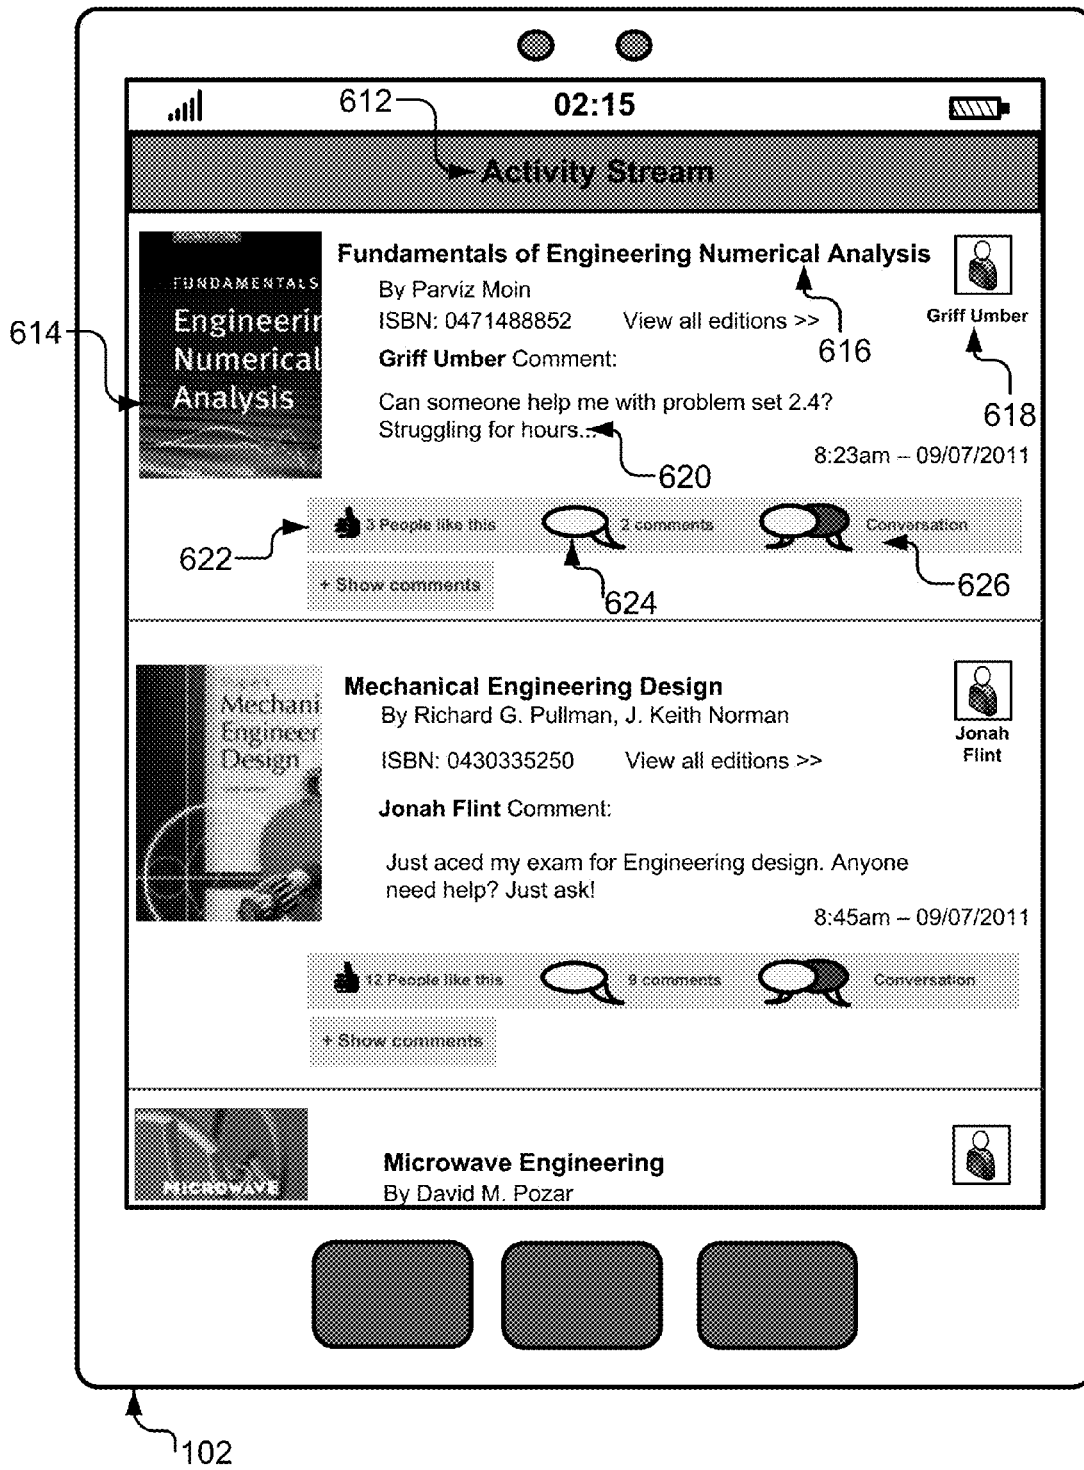 612
02:15
Activity Stream
614
FUNDAMENTALS
Engineerin
Numerical
Analysis
Fundamentals of Engineering Numerical Analysis
By Parviz Moin
ISBN: 0471488852 View all editions >>
616
Griff Umber
618
Griff Umber Comment:
Can someone help me with problem set 2.4?
Struggling for hours...
620
8:23am – 09/07/2011
622
3 People like this 2 comments Conversation
624
626
+ Show comments
Mechani
Engineer
Design
Mechanical Engineering Design
By Richard G. Pullman, J. Keith Norman
ISBN: 0430335250 View all editions >>
Jonah
Flint
Jonah Flint Comment:
Just aced my exam for Engineering design. Anyone
need help? Just ask!
8:45am – 09/07/2011
12 People like this 9 comments Conversation
+ Show comments
MICROWAVE
Microwave Engineering
By David M. Pozar
102